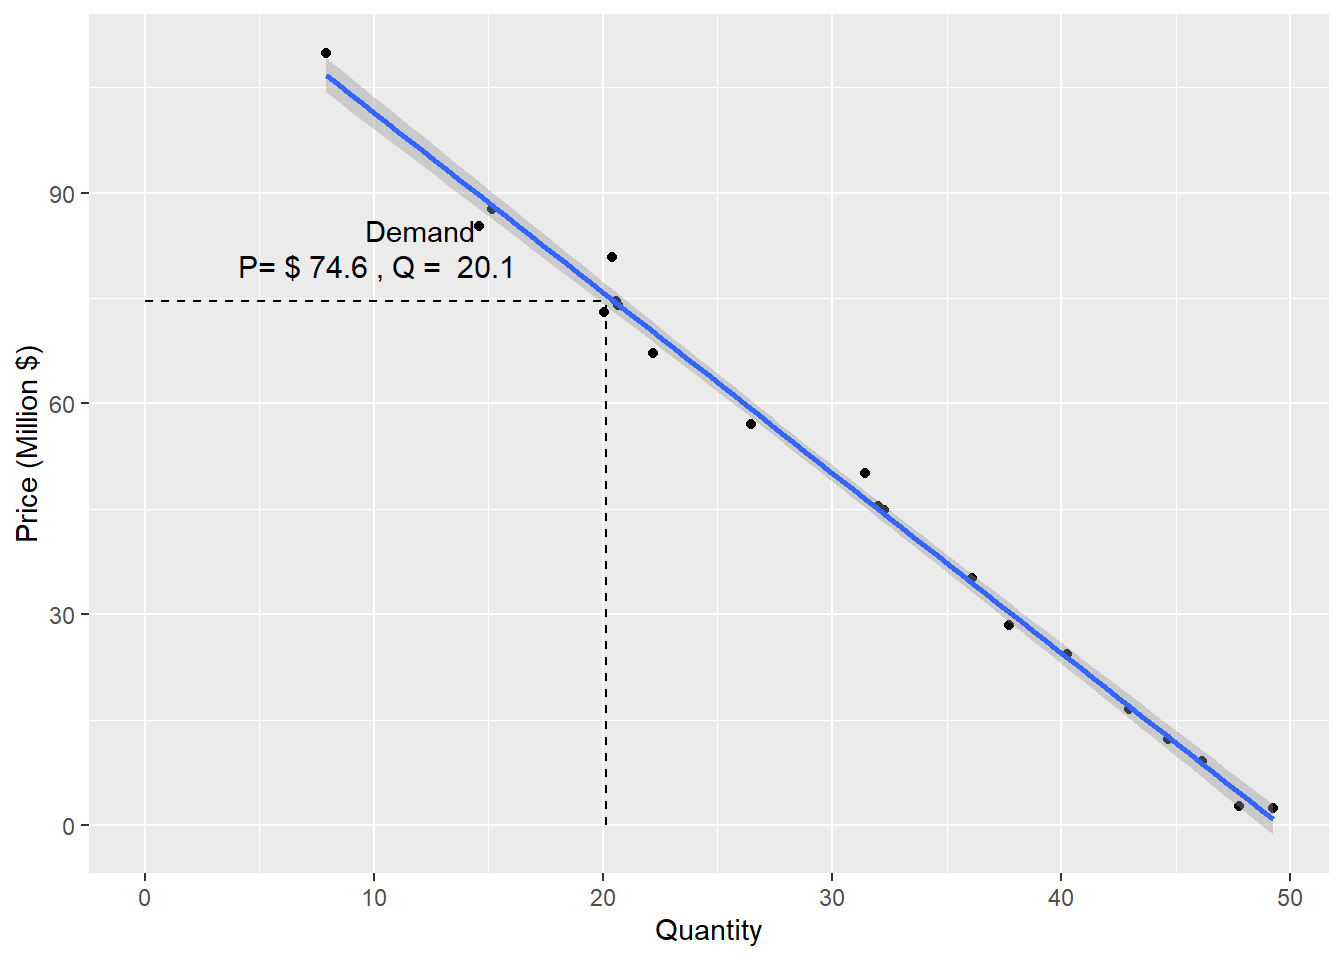 90
60
30
0
Price (Million $)
Demand
P= $ 74.6 , Q =  20.1
0 10 20 30 40 50
Quantity